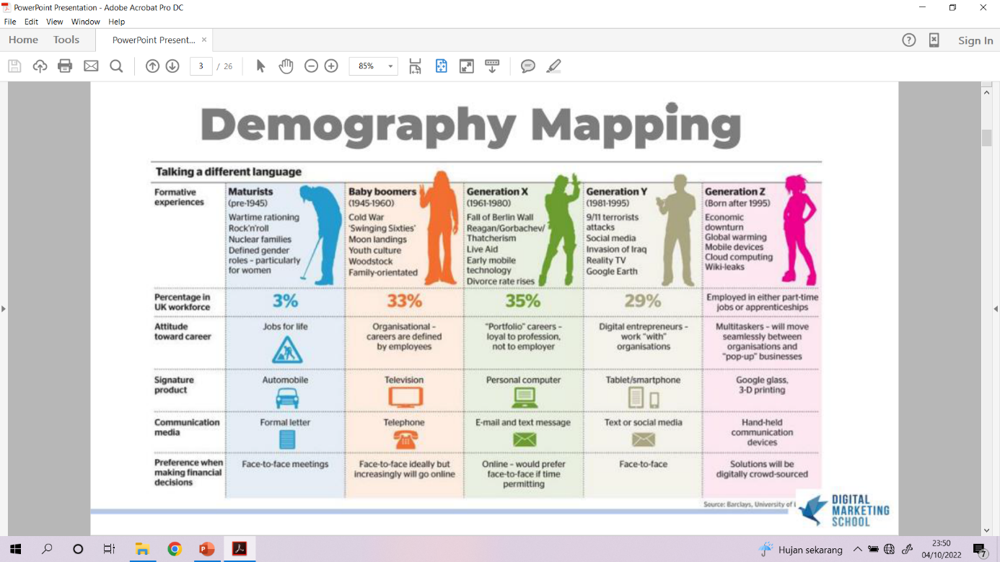 PowerPoint Presentation - Adobe Acrobat Pro DC
File Edit View Window Help
Home Tools PowerPoint Present... × Sign In
3 / 26 85%
Demography Mapping
Talking a different language
Formative
experiences
Maturists
(pre-1945)
Wartime rationing
Rock'n'roll
Nuclear families
Defined gender
roles - particularly
for women
Baby boomers
(1945-1960)
Cold War
'Swinging Sixties'
Moon landings
Youth culture
Woodstock
Family-orientated
Generation X
(1961-1980)
Fall of Berlin Wall
Reagan/Gorbachev/
Thatcherism
Live Aid
Early mobile
technology
Divorce rate rises
Generation Y
(1981-1995)
9/11 terrorists
attacks
Social media
Invasion of Iraq
Reality TV
Google Earth
Generation Z
(Born after 1995)
Economic
downturn
Global warming
Mobile devices
Cloud computing
Wiki-leaks
Percentage in
UK workforce
3%
33%
35%
29%
Employed in either part-time
jobs or apprenticeships
Attitude
toward career
Jobs for life
Organisational -
careers are defined
by employees
"Portfolio" careers -
loyal to profession,
not to employer
Digital entrepreneurs -
work "with"
organisations
Multitaskers - will move
seamlessly between
organisations and
"pop-up" businesses
Signature
product
Automobile
Television
Personal computer
Tablet/smartphone
Google glass,
3-D printing
Communication
media
Formal letter
Telephone
E-mail and text message
Text or social media
Hand-held
communication
devices
Preference when
making financial
decisions
Face-to-face meetings
Face-to-face ideally but
increasingly will go online
Online - would prefer
face-to-face if time
permitting
Face-to-face
Solutions will be
digitally crowd-sourced
Source: Barclays, University of
DIGITAL
MARKETING
SCHOOL
Hujan sekarang
23:50
04/10/2022
7